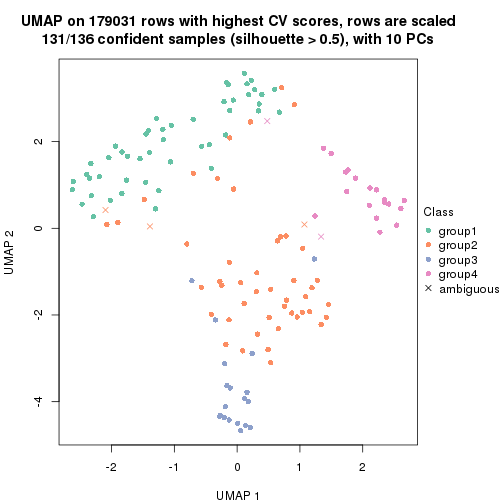 UMAP on 179031 rows with highest CV scores, rows are scaled
131/136 confident samples (silhouette > 0.5), with 10 PCs
2
0
-2
-4
UMAP 2
-2
-1
0
1
2
UMAP 1
Class
group1
group2
group3
group4
ambiguous